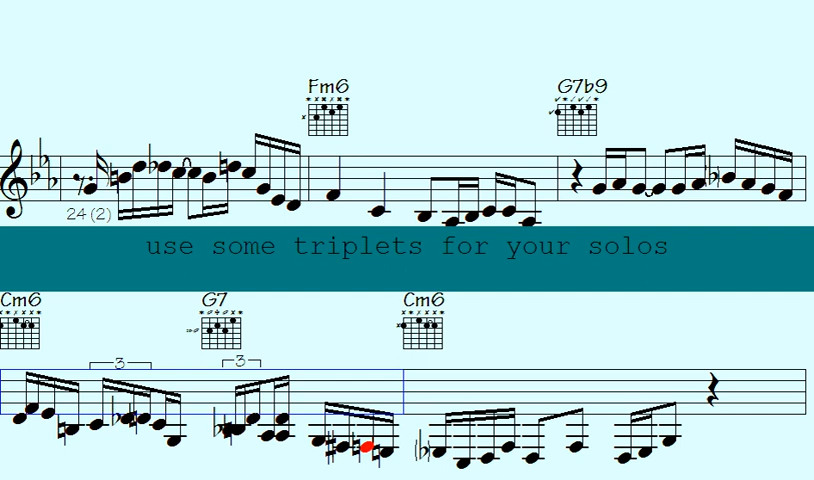 Fm6 G7b9
24 (2)
use some triplets for your solos
Cm6 G7 Cm6
3 3